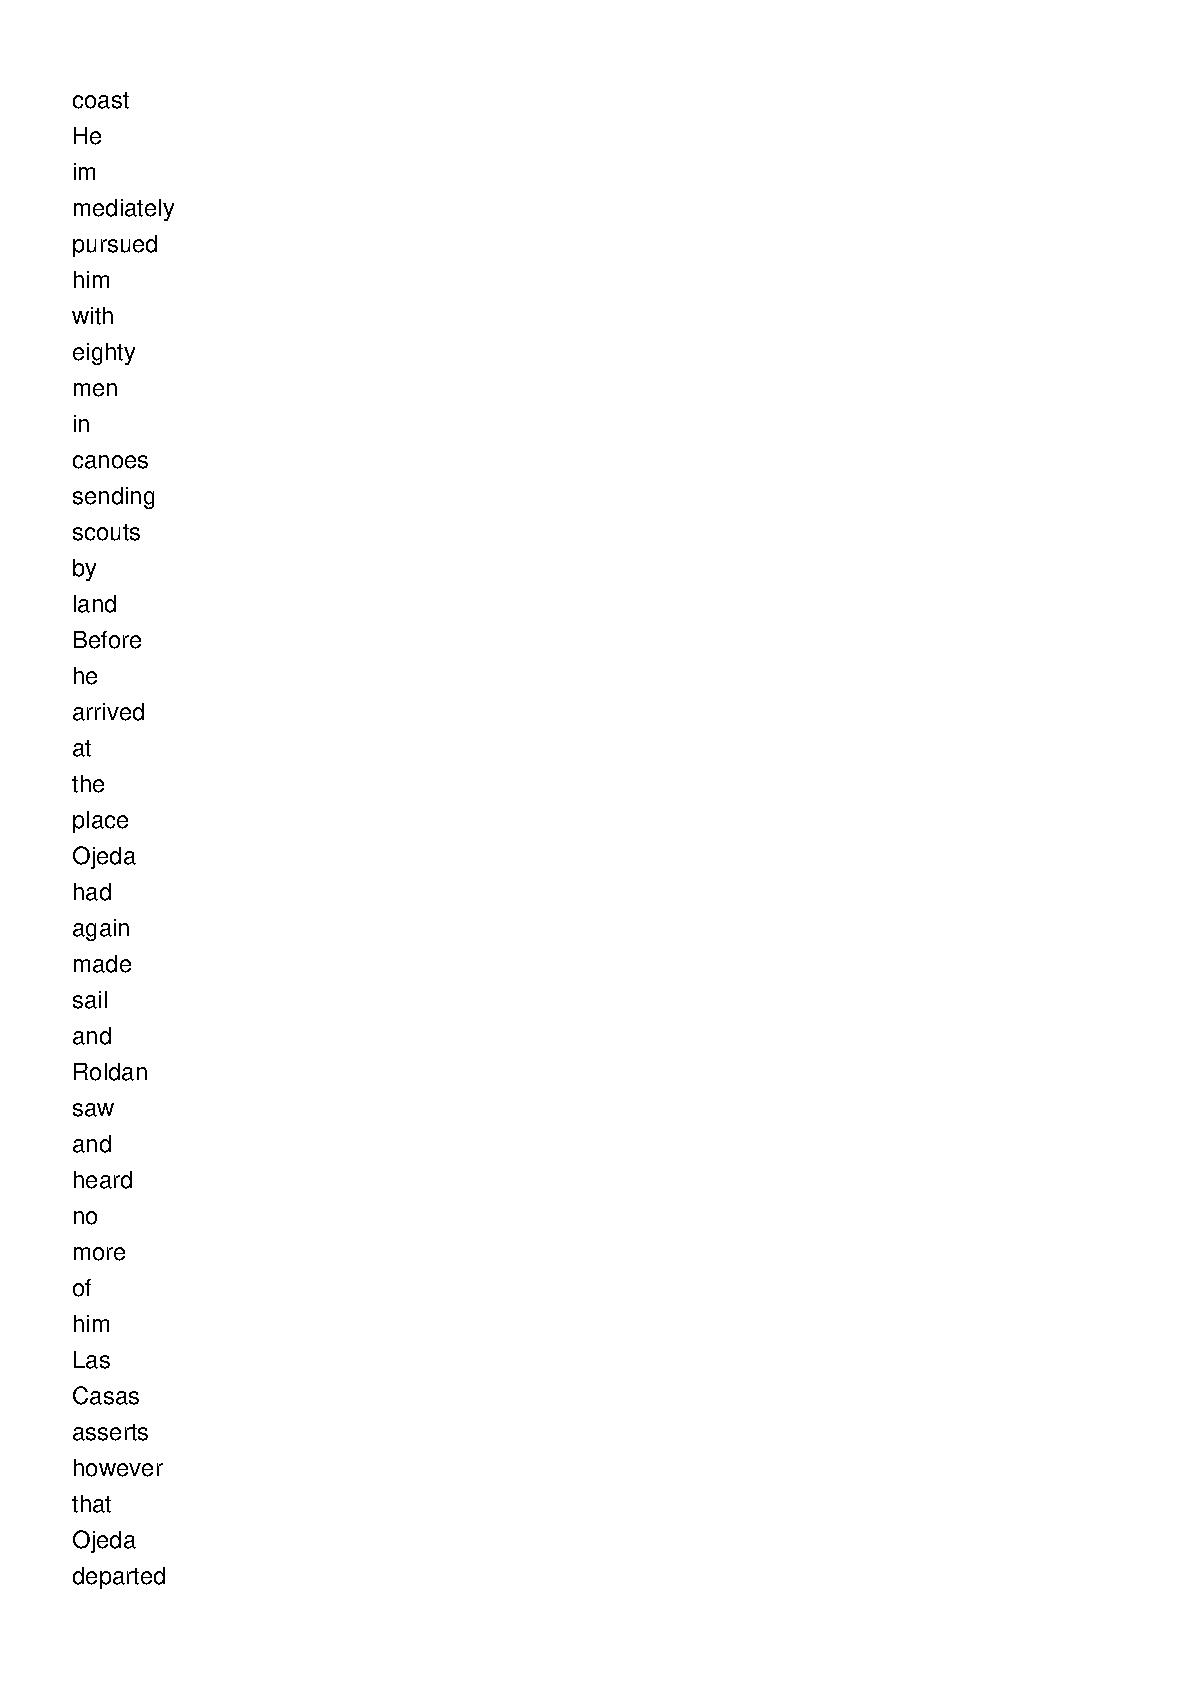 coast
He
im
mediately
pursued
him
with
eighty
men
in
canoes
sending
scouts
by
land
Before
he
arrived
at
the
place
Ojeda
had
again
made
sail
and
Roldan
saw
and
heard
no
more
of
him
Las
Casas
asserts
however
that
Ojeda
departed